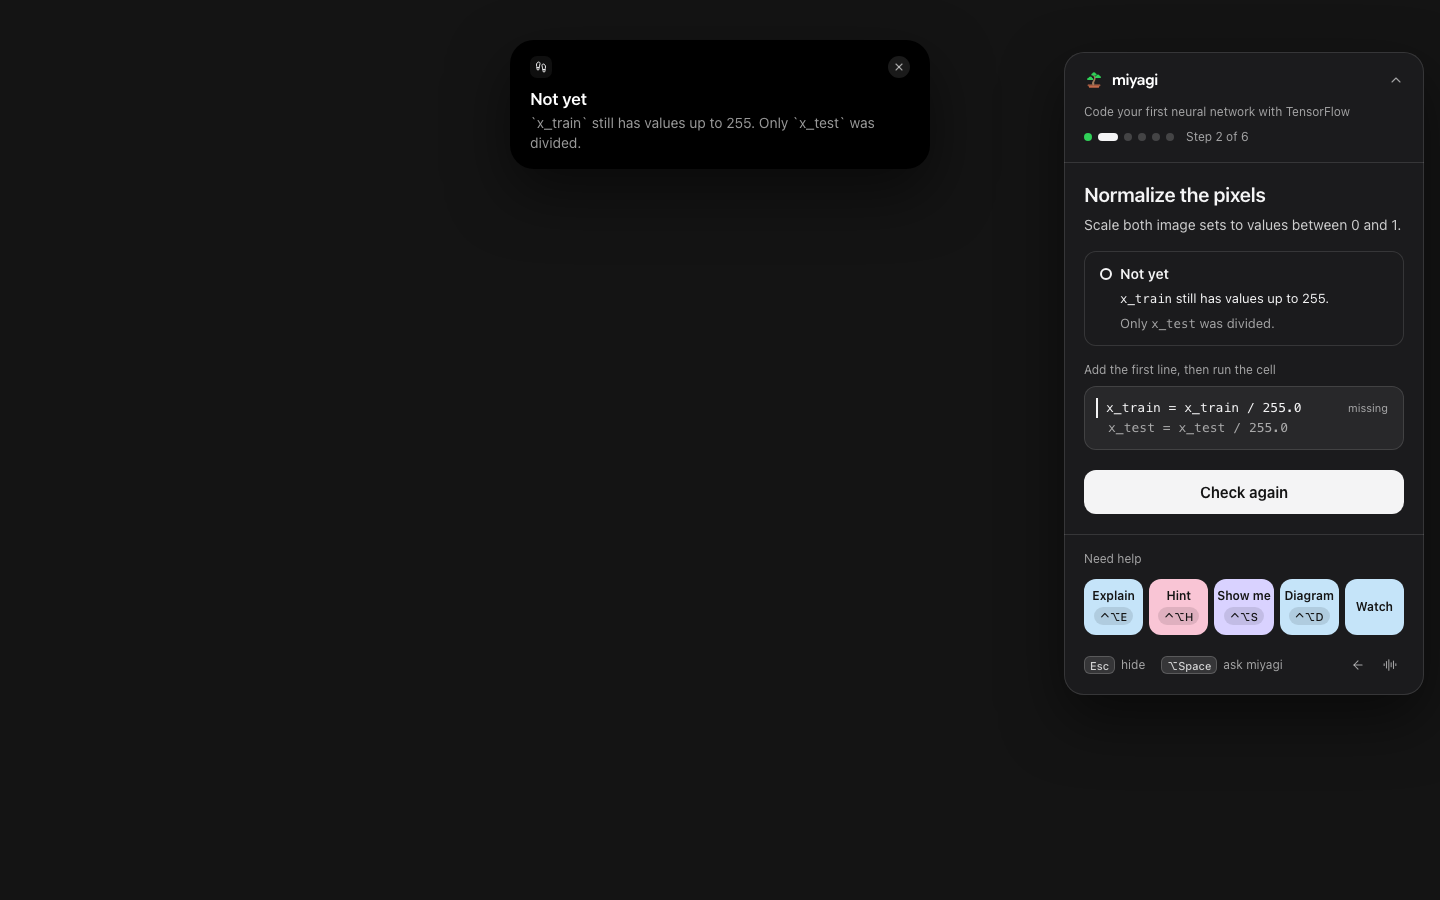 Not yet
`x_train` still has values up to 255. Only `x_test` was
divided.
miyagi
Code your first neural network with TensorFlow
Step 2 of 6
Normalize the pixels
Scale both image sets to values between 0 and 1.
Not yet
x_train still has values up to 255.
Only x_test was divided.
Add the first line, then run the cell
x_train = x_train / 255.0 missing
x_test = x_test / 255.0
Check again
Need help
Explain Hint Show me Diagram Watch
^⌥E ^⌥H ^⌥S ^⌥D
Esc hide ⌥Space ask miyagi